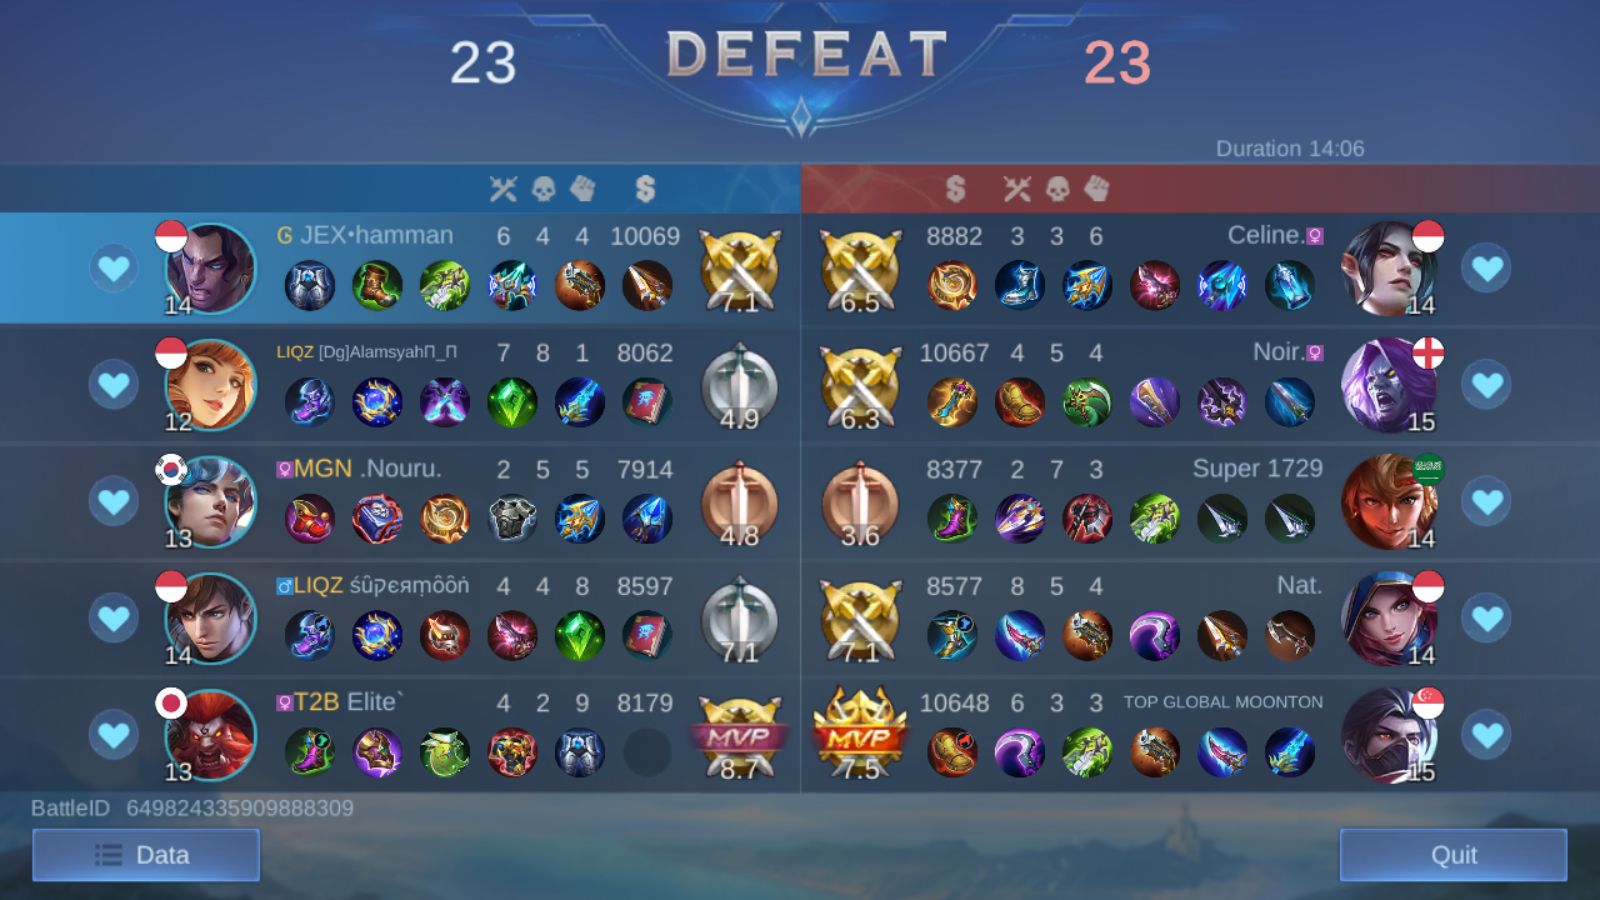 23 DEFEAT 23
Duration 14:06
G JEX•hamman 6 4 4 10069
14 7.1
8882 3 3 6 Celine.
6.5 14
LIQZ [Dg]AlamsyahΠ_Π 7 8 1 8062
12 4.9
10667 4 5 4 Noir.
6.3 15
MGN .Nouru. 2 5 5 7914
13 4.8
8377 2 7 3 Super 1729
3.6 14
LIQZ 4 4 8 8597
14 7.1
8577 8 5 4 Nat.
7.1 14
T2B Elite` 4 2 9 8179
MVP
13 8.7
10648 6 3 3 TOP GLOBAL MOONTON
MVP
7.5 15
BattleID 649824335909888309
Data
Quit